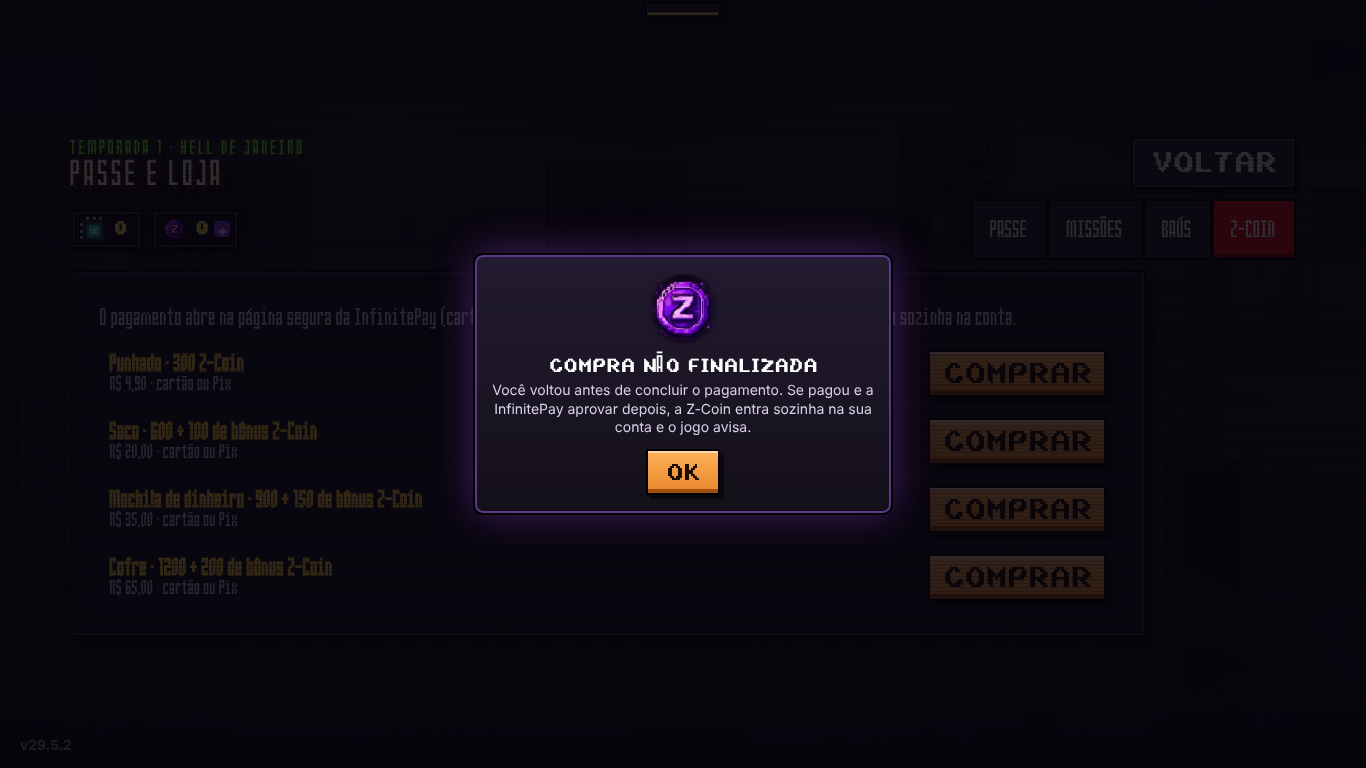 TEMPORADA 1 · HELL DE JANEIRO
PASSE E LOJA
VOLTAR
0
Z 0 +
PASSE
MISSÕES
BAÚS
Z-COIN
O pagamento abre na página segura da InfinitePay (cart
sozinha na conta.
Punhado · 300 Z-Coin
R$ 4,90 · cartão ou Pix
COMPRAR
Saco · 600 + 100 de bônus Z-Coin
R$ 20,00 · cartão ou Pix
COMPRAR
Mochila de dinheiro · 900 + 150 de bônus Z-Coin
R$ 35,00 · cartão ou Pix
COMPRAR
Cofre · 1200 + 200 de bônus Z-Coin
R$ 65,00 · cartão ou Pix
COMPRAR
Z
COMPRA NÃO FINALIZADA
Você voltou antes de concluir o pagamento. Se pagou e a
InfinitePay aprovar depois, a Z-Coin entra sozinha na sua
conta e o jogo avisa.
OK
v29.5.2